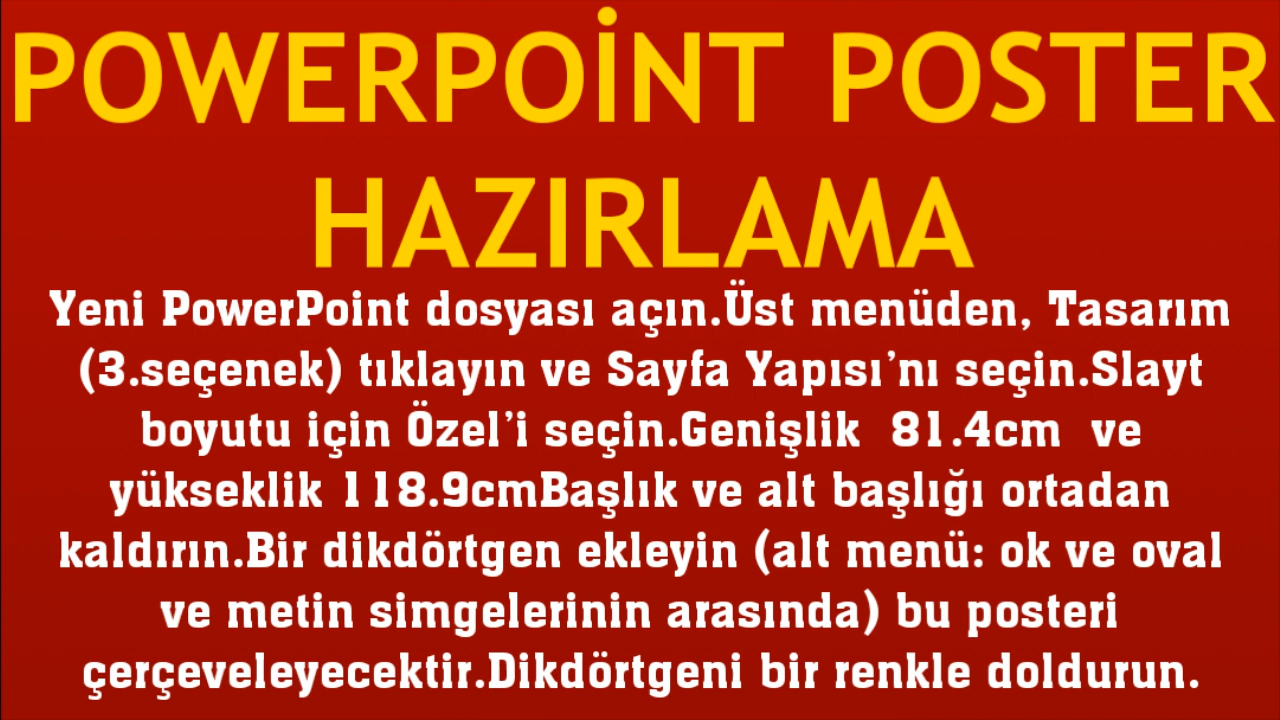 POWERPOİNT POSTER
HAZIRLAMA
Yeni PowerPoint dosyası açın.Üst menüden, Tasarım
(3.seçenek) tıklayın ve Sayfa Yapısı’nı seçin.Slayt
boyutu için Özel’i seçin.Genişlik  81.4cm  ve
yükseklik 118.9cmBaşlık ve alt başlığı ortadan
kaldırın.Bir dikdörtgen ekleyin (alt menü: ok ve oval
ve metin simgelerinin arasında) bu posteri
çerçeveleyecektir.Dikdörtgeni bir renkle doldurun.